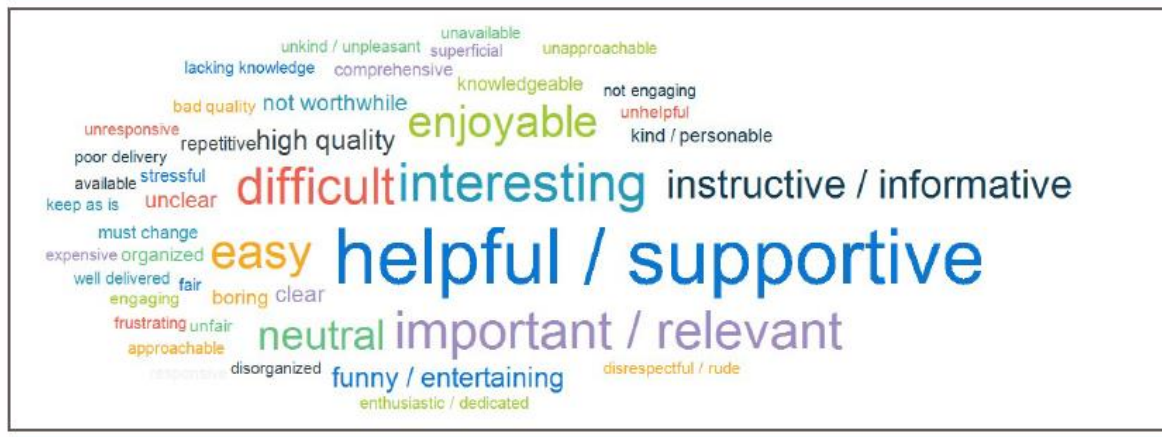 unavailable
unkind / unpleasant superficial unapproachable
lacking knowledge comprehensive
knowledgeable not engaging
bad quality not worthwhile enjoyable unhelpful
unresponsive repetitive high quality kind / personable
poor delivery
available stressful difficult interesting instructive / informative
keep as is unclear
must change
expensive organized easy helpful / supportive
well delivered fair
engaging boring clear
frustrating unfair neutral important / relevant
approachable
responsive disorganized funny / entertaining disrespectful / rude
enthusiastic / dedicated